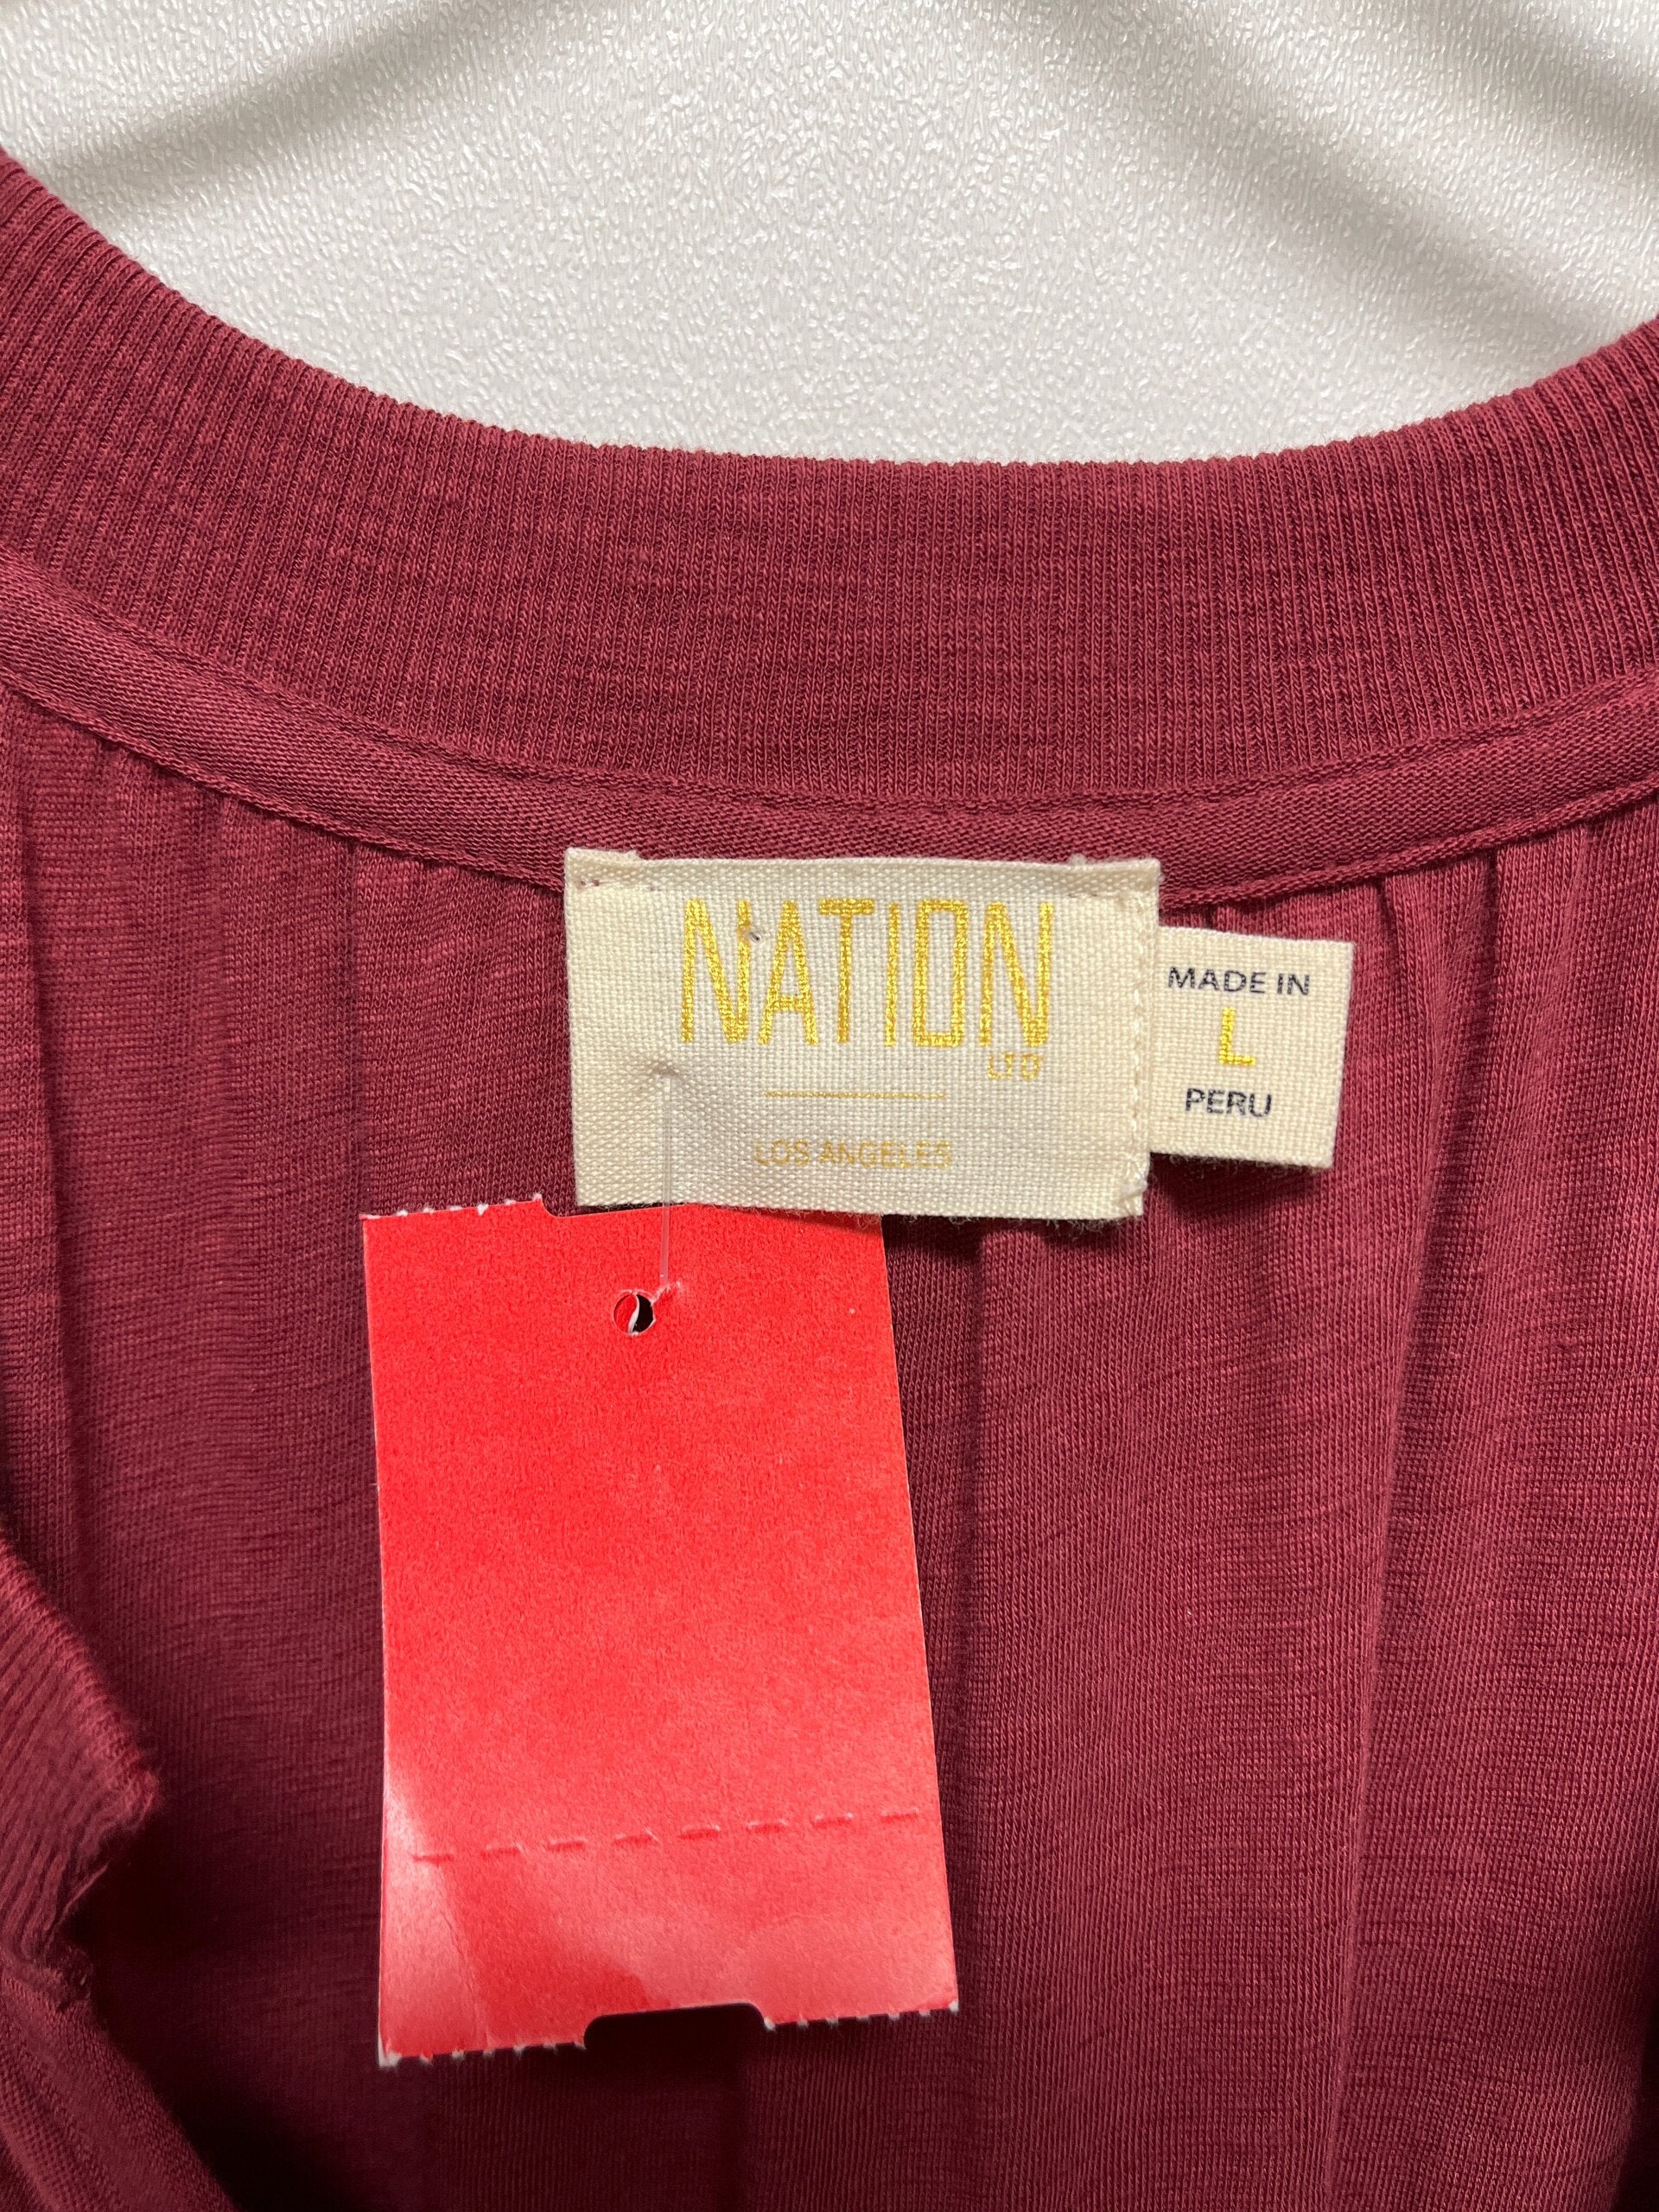 NATION
LTD
LOS ANGELES
MADE IN
L
PERU